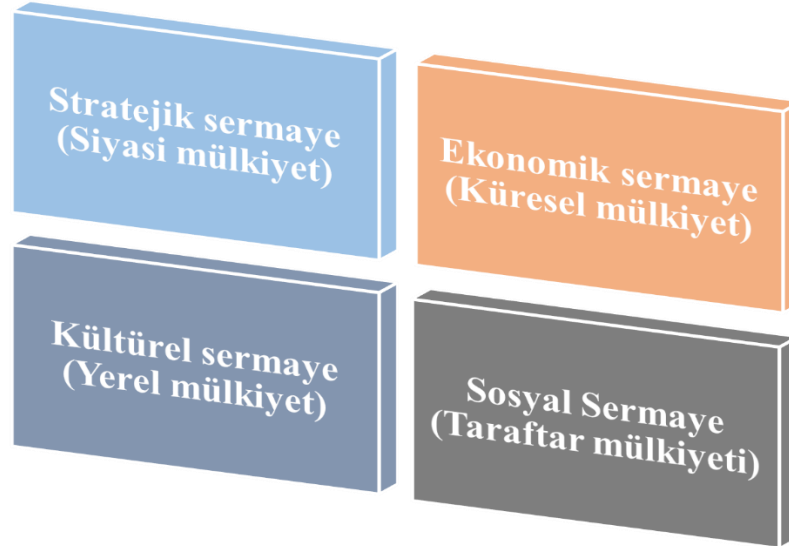 Stratejik sermaye
(Siyasi mülkiyet)
Ekonomik sermaye
(Küresel mülkiyet)
Kültürel sermaye
(Yerel mülkiyet)
Sosyal Sermaye
(Taraftar mülkiyeti)